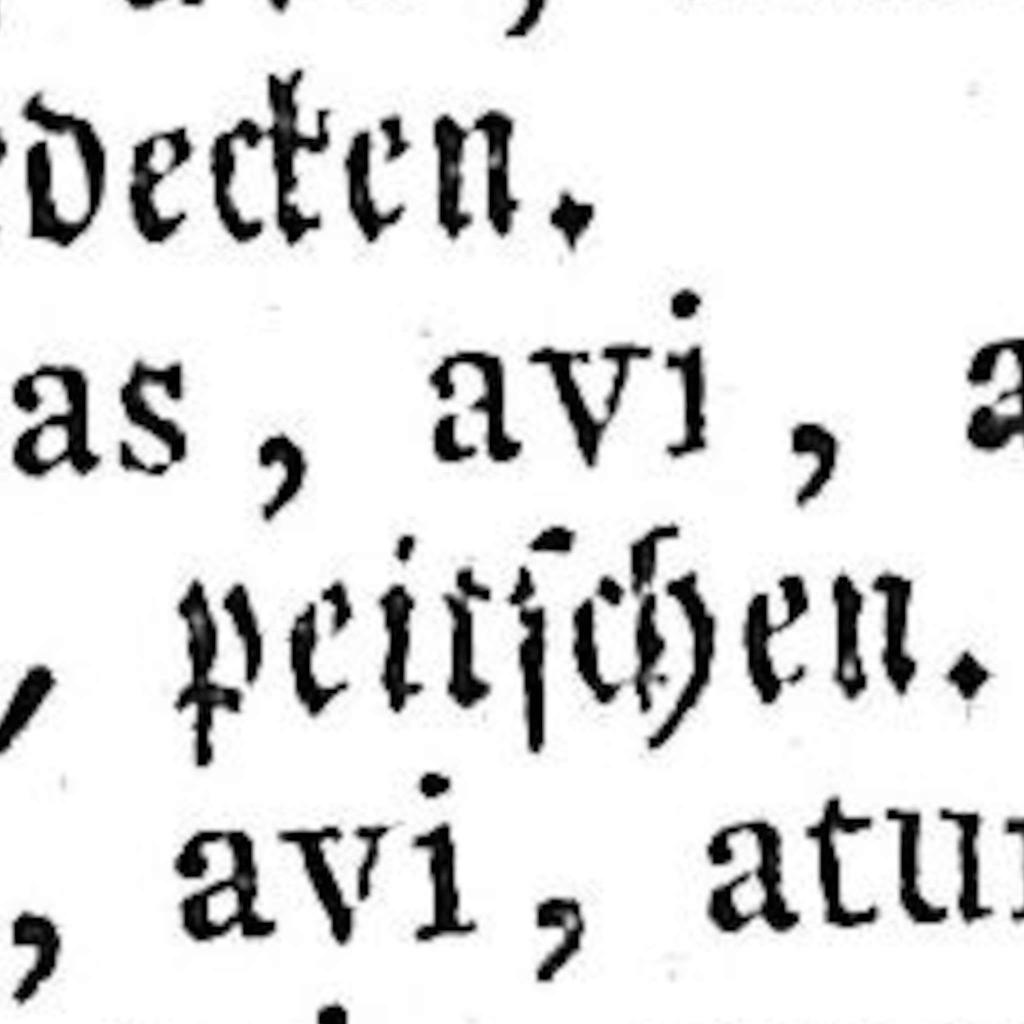 decken.
as, avi, a
peitſchen.
, avi, atu